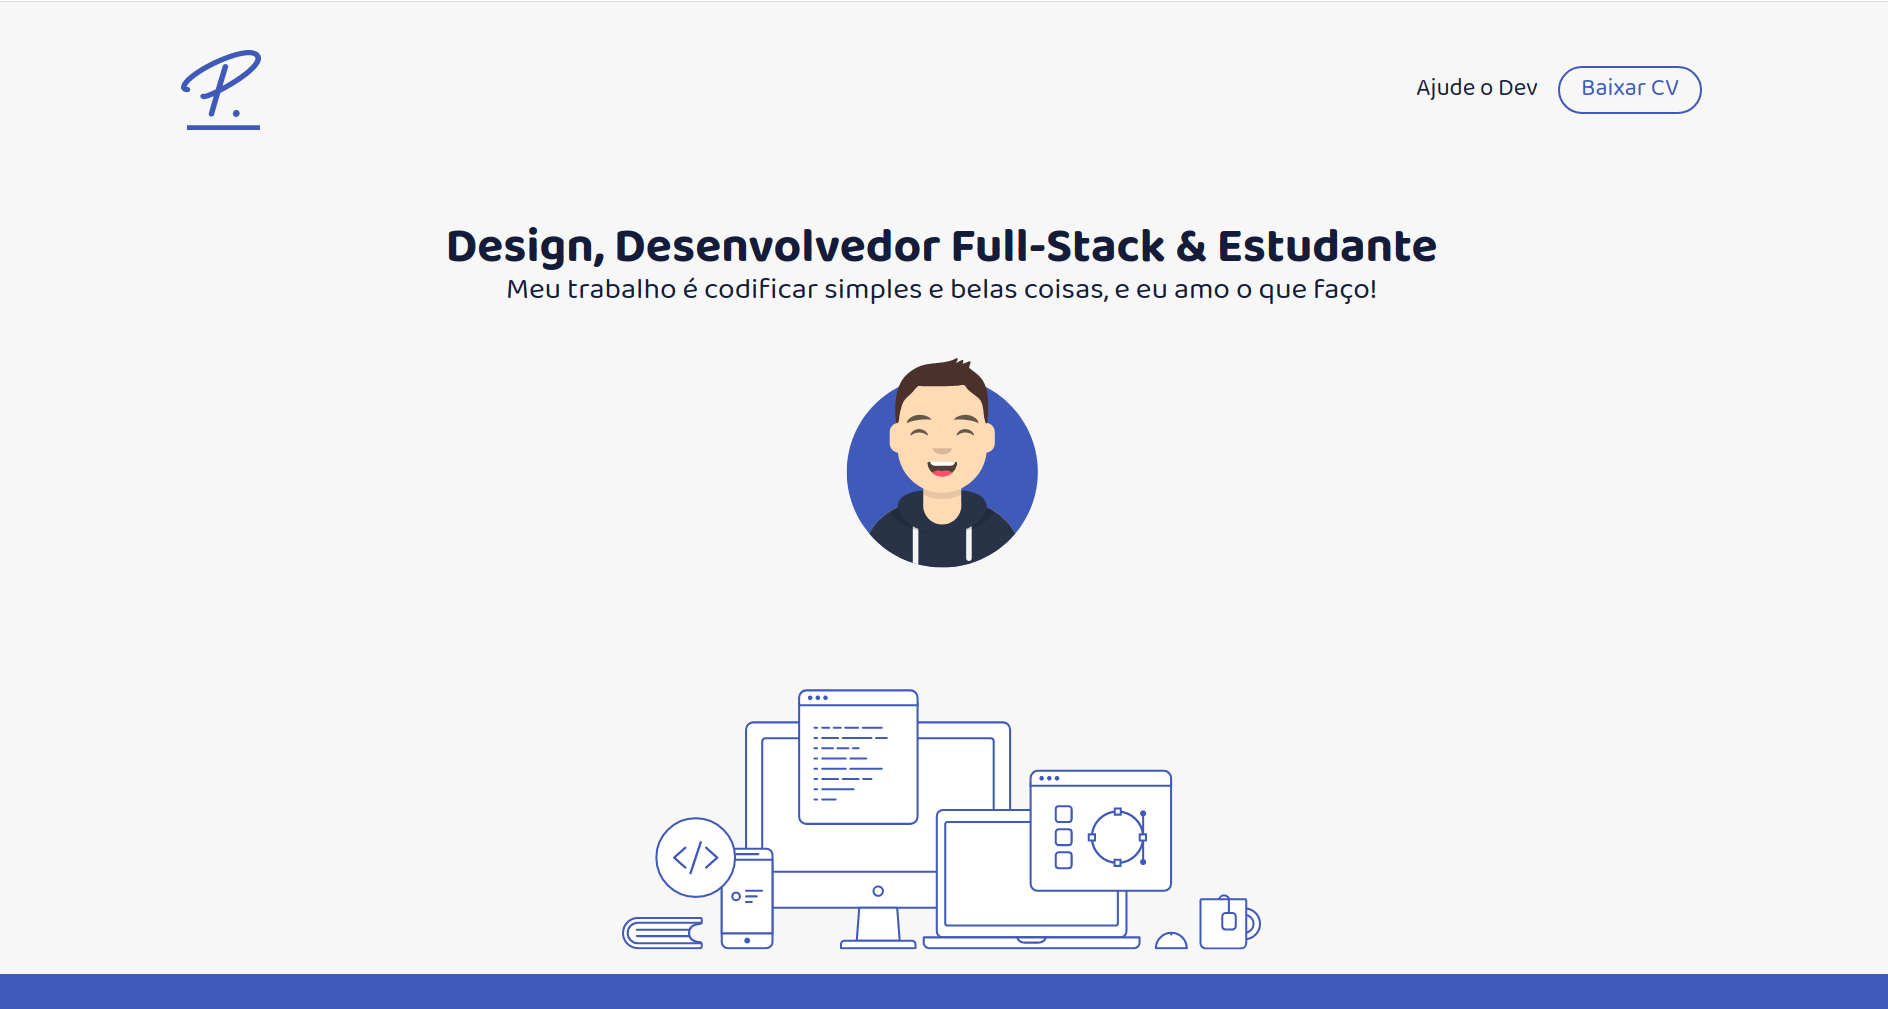 P.
Ajude o Dev
Baixar CV
Design, Desenvolvedor Full-Stack & Estudante
Meu trabalho é codificar simples e belas coisas, e eu amo o que faço!
</>